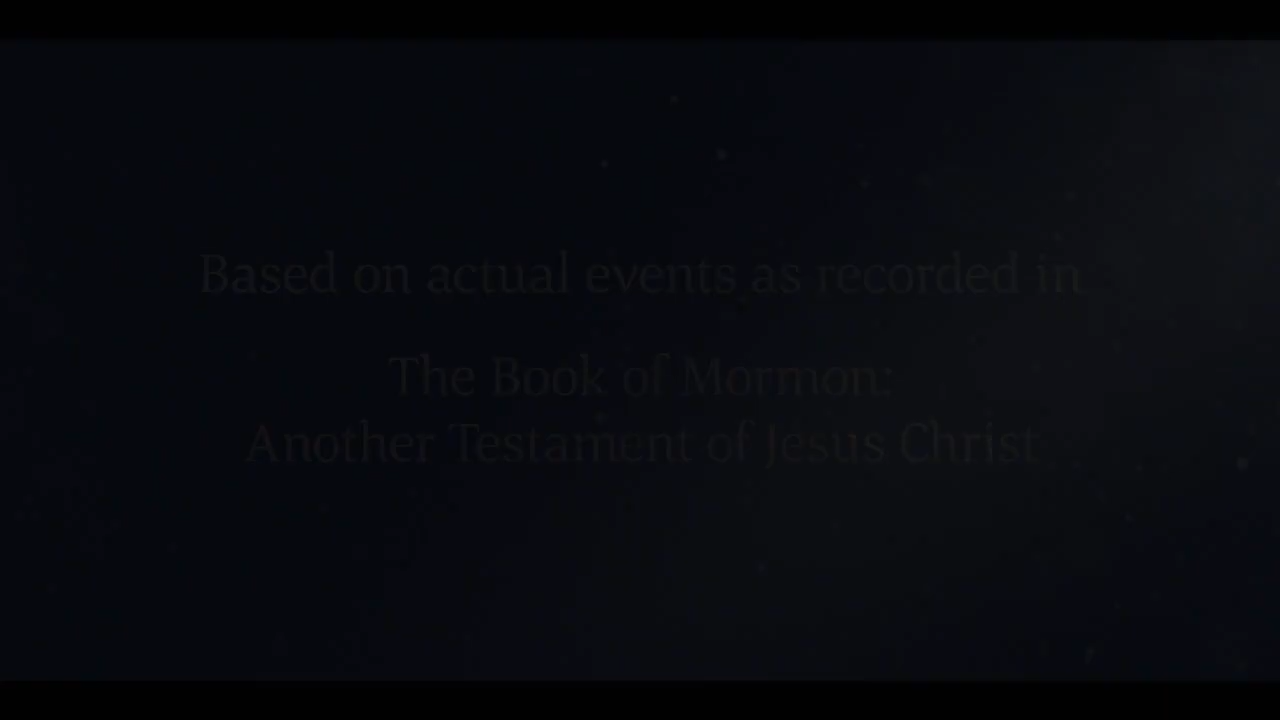 Based on actual events as recorded in
The Book of Mormon:
Another Testament of Jesus Christ